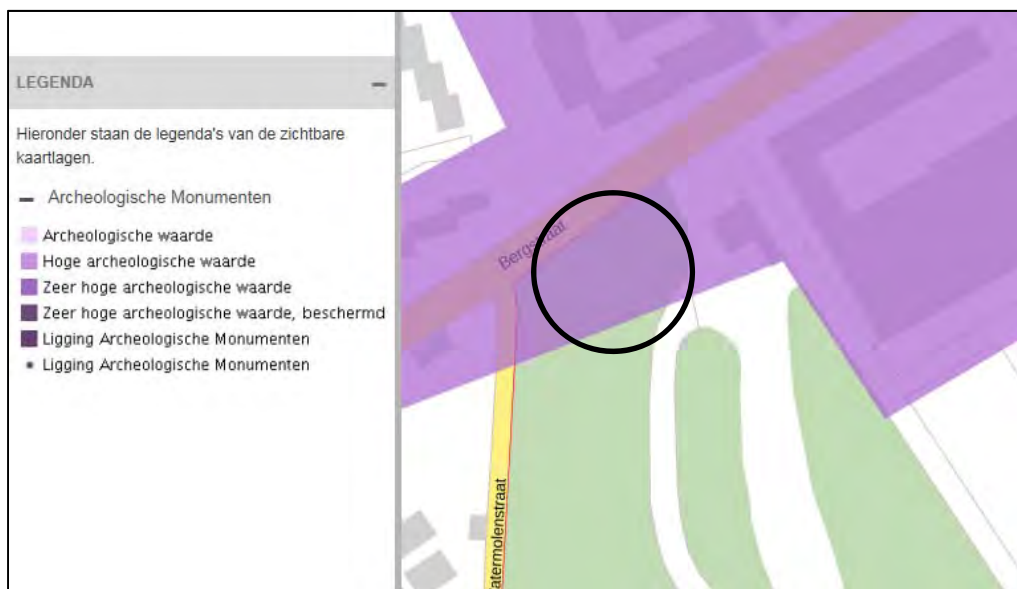 LEGENDA
Hieronder staan de legenda's van de zichtbare
kaartlagen.
Archeologische Monumenten
Archeologische waarde
Hoge archeologische waarde
Zeer hoge archeologische waarde
Zeer hoge archeologische waarde, beschermd
Ligging Archeologische Monumenten
Ligging Archeologische Monumenten
Bergstraat
atermolenstraat